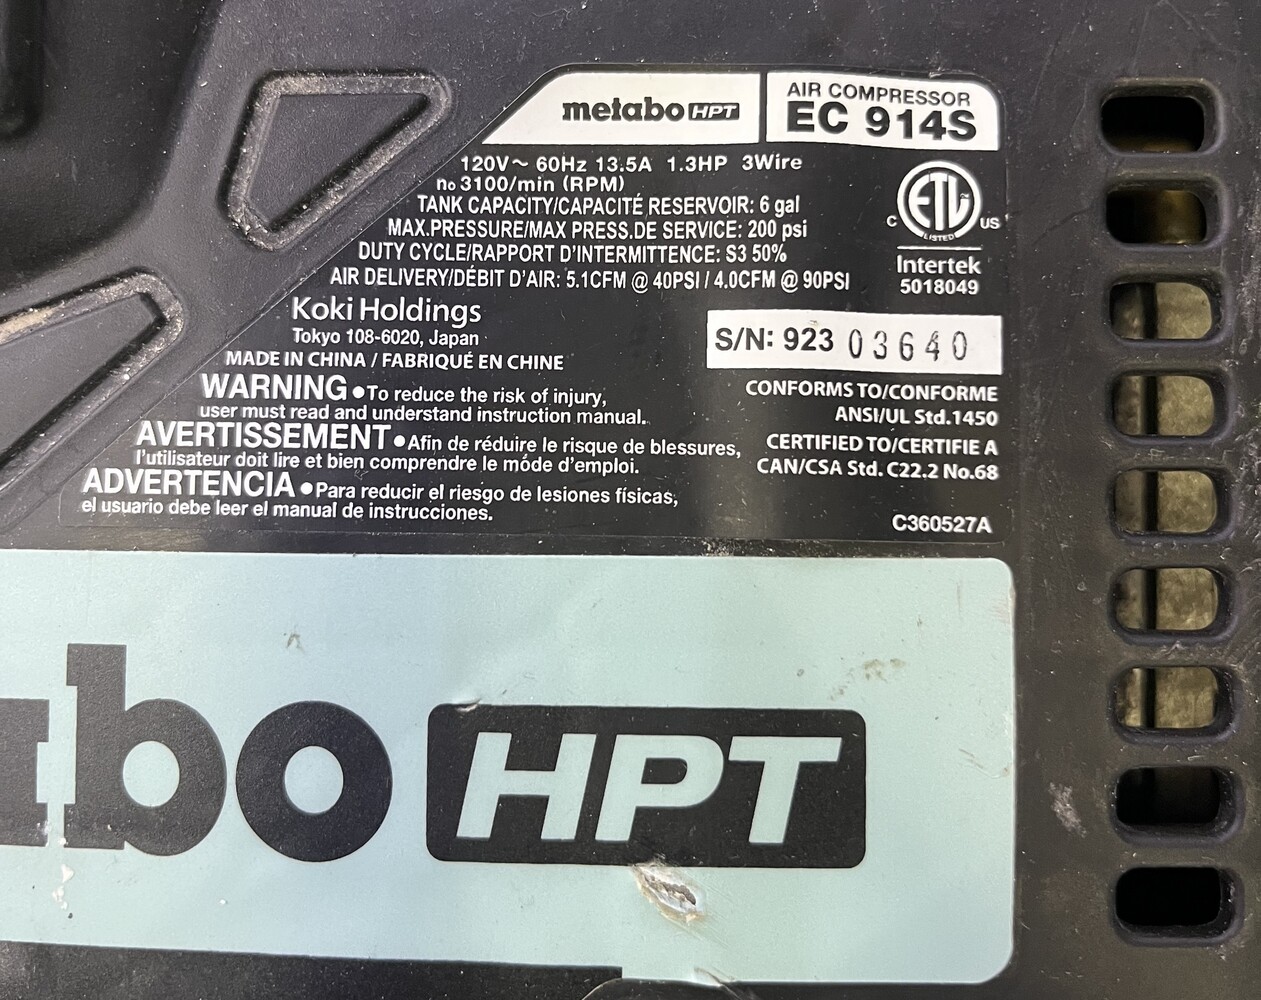 metabo HPT
AIR COMPRESSOR
EC 914S
120V~ 60Hz 13.5A 1.3HP 3Wire
no 3100/min (RPM)
TANK CAPACITY/CAPACITÉ RESERVOIR: 6 gal
MAX.PRESSURE/MAX PRESS.DE SERVICE: 200 psi
DUTY CYCLE/RAPPORT D'INTERMITTENCE: S3 50%
AIR DELIVERY/DÉBIT D'AIR: 5.1CFM @ 40PSI / 4.0CFM @ 90PSI
C ETL US
LISTED
Intertek
5018049
Koki Holdings
Tokyo 108-6020, Japan
MADE IN CHINA / FABRIQUÉ EN CHINE
S/N: 923 03640
WARNING ●To reduce the risk of injury,
user must read and understand instruction manual.
AVERTISSEMENT ●Afin de réduire le risque de blessures,
l'utilisateur doit lire et bien comprendre le móde d'emploi.
ADVERTENCIA ●Para reducir el riesgo de lesiones físicas,
el usuario debe leer el manual de instrucciones.
CONFORMS TO/CONFORME
ANSI/UL Std.1450
CERTIFIED TO/CERTIFIE A
CAN/CSA Std. C22.2 No.68
C360527A
abo HPT